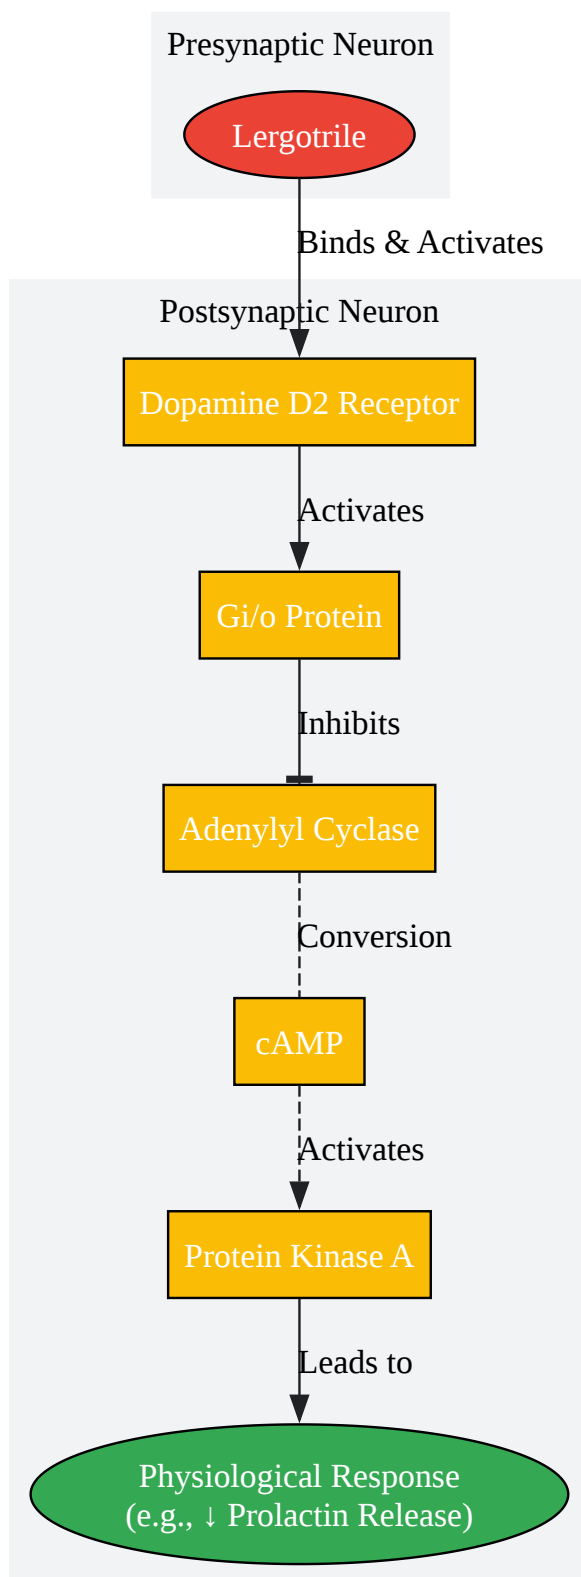 Presynaptic Neuron
Lergotrile
Binds & Activates
Postsynaptic Neuron
Dopamine D2 Receptor
Activates
Gi/o Protein
Inhibits
Adenylyl Cyclase
Conversion
cAMP
Activates
Protein Kinase A
Leads to
Physiological Response
(e.g., ↓ Prolactin Release)